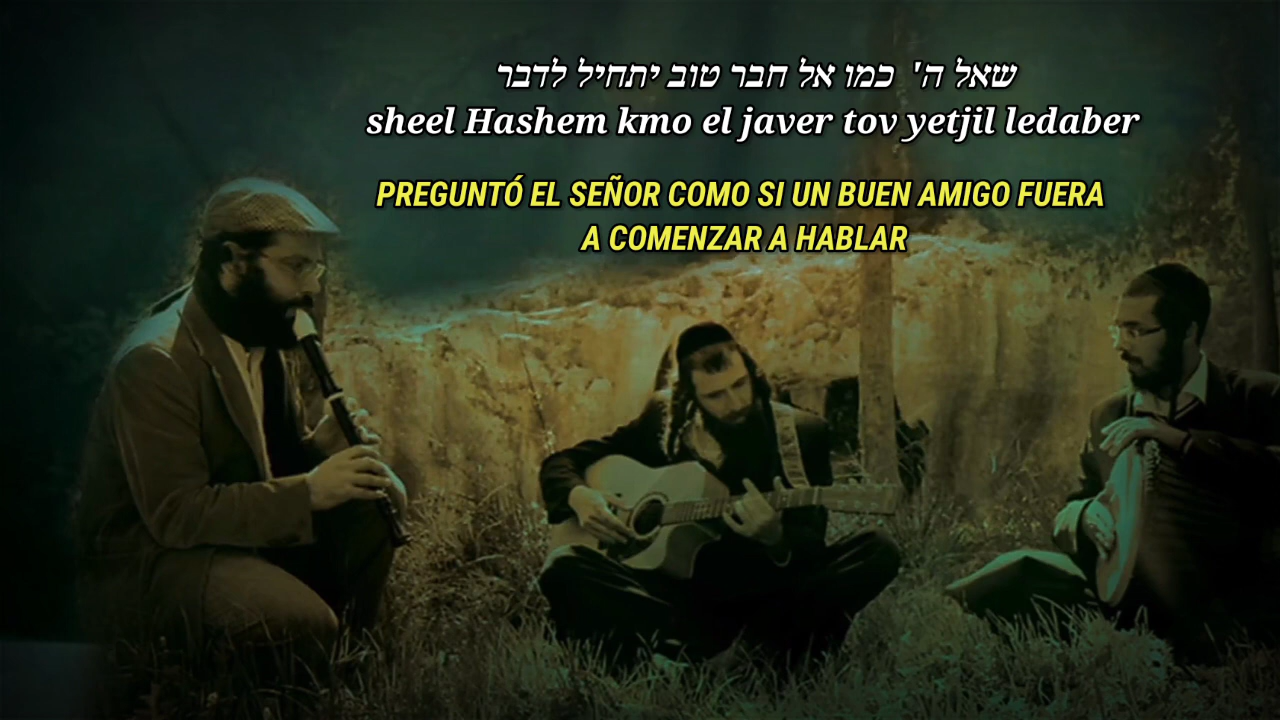 שאל ה' כמו אל חבר טוב יתחיל לדבר
sheel Hashem kmo el javer tov yetjil ledaber
PREGUNTÓ EL SEÑOR COMO SI UN BUEN AMIGO FUERA
A COMENZAR A HABLAR